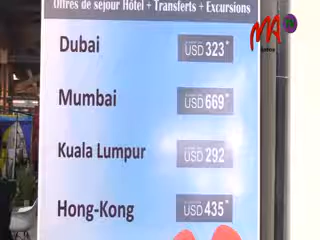 Offres de séjour Hôtel + Transferts + Excursions
MA
Dubai
USD 323*
Mumbai
USD 669*
Kuala Lumpur
USD 292
Hong-Kong
USD 435*